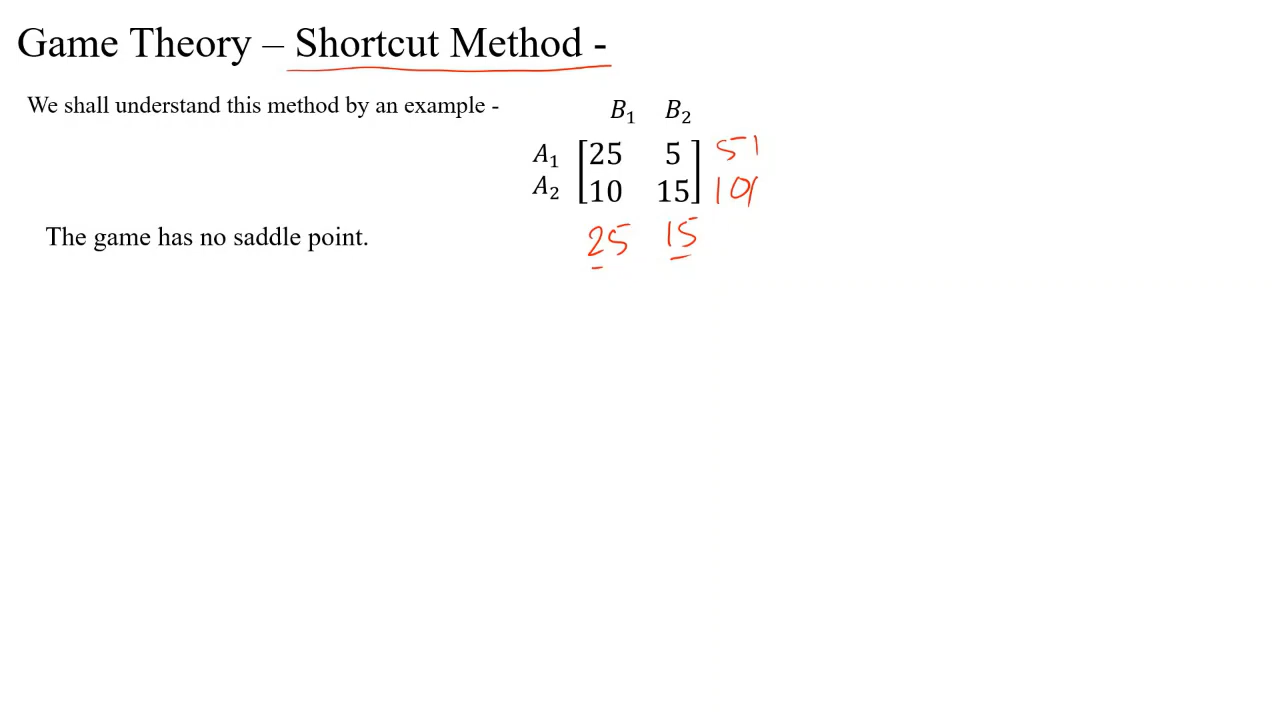 Game Theory – Shortcut Method -
We shall understand this method by an example -
B₁ B₂
A₁ 25 5 5
A₂ 10 15 10
The game has no saddle point.
25 15